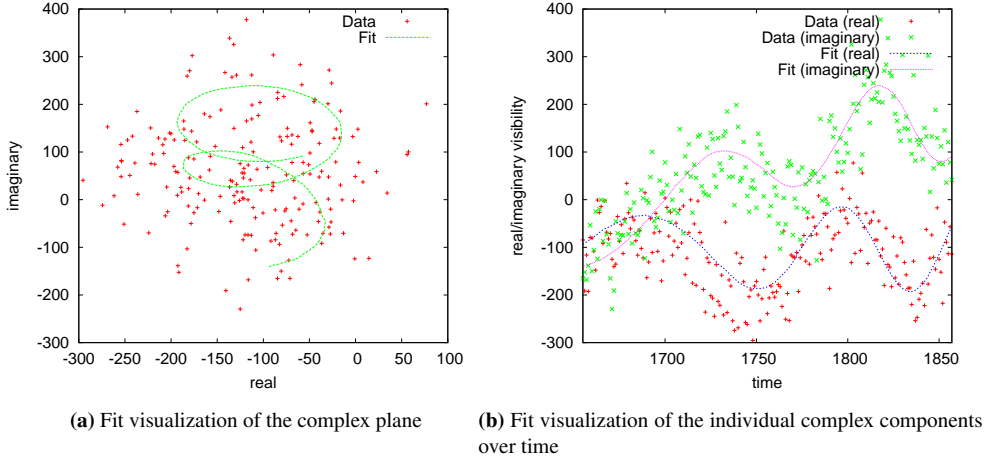 400
300
200
100
0
-100
-200
-300
-300 -250 -200 -150 -100 -50 0 50 100
imaginary
real
Data
Fit
(a) Fit visualization of the complex plane
400
300
200
100
0
-100
-200
-300
1700 1750 1800 1850
real/imaginary visibility
time
Data (real)
Data (imaginary)
Fit (real)
Fit (imaginary)
(b) Fit visualization of the individual complex components
over time